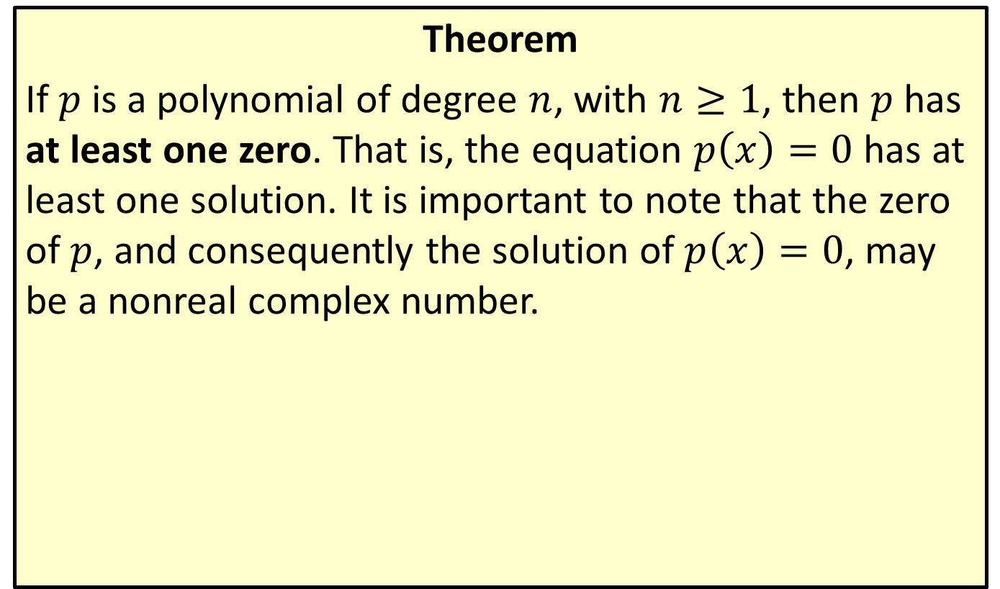 Theorem
If 𝑝 is a polynomial of degree 𝑛, with 𝑛 ≥ 1, then 𝑝 has
at least one zero. That is, the equation 𝑝(𝑥) = 0 has at
least one solution. It is important to note that the zero
of 𝑝, and consequently the solution of 𝑝(𝑥) = 0, may
be a nonreal complex number.